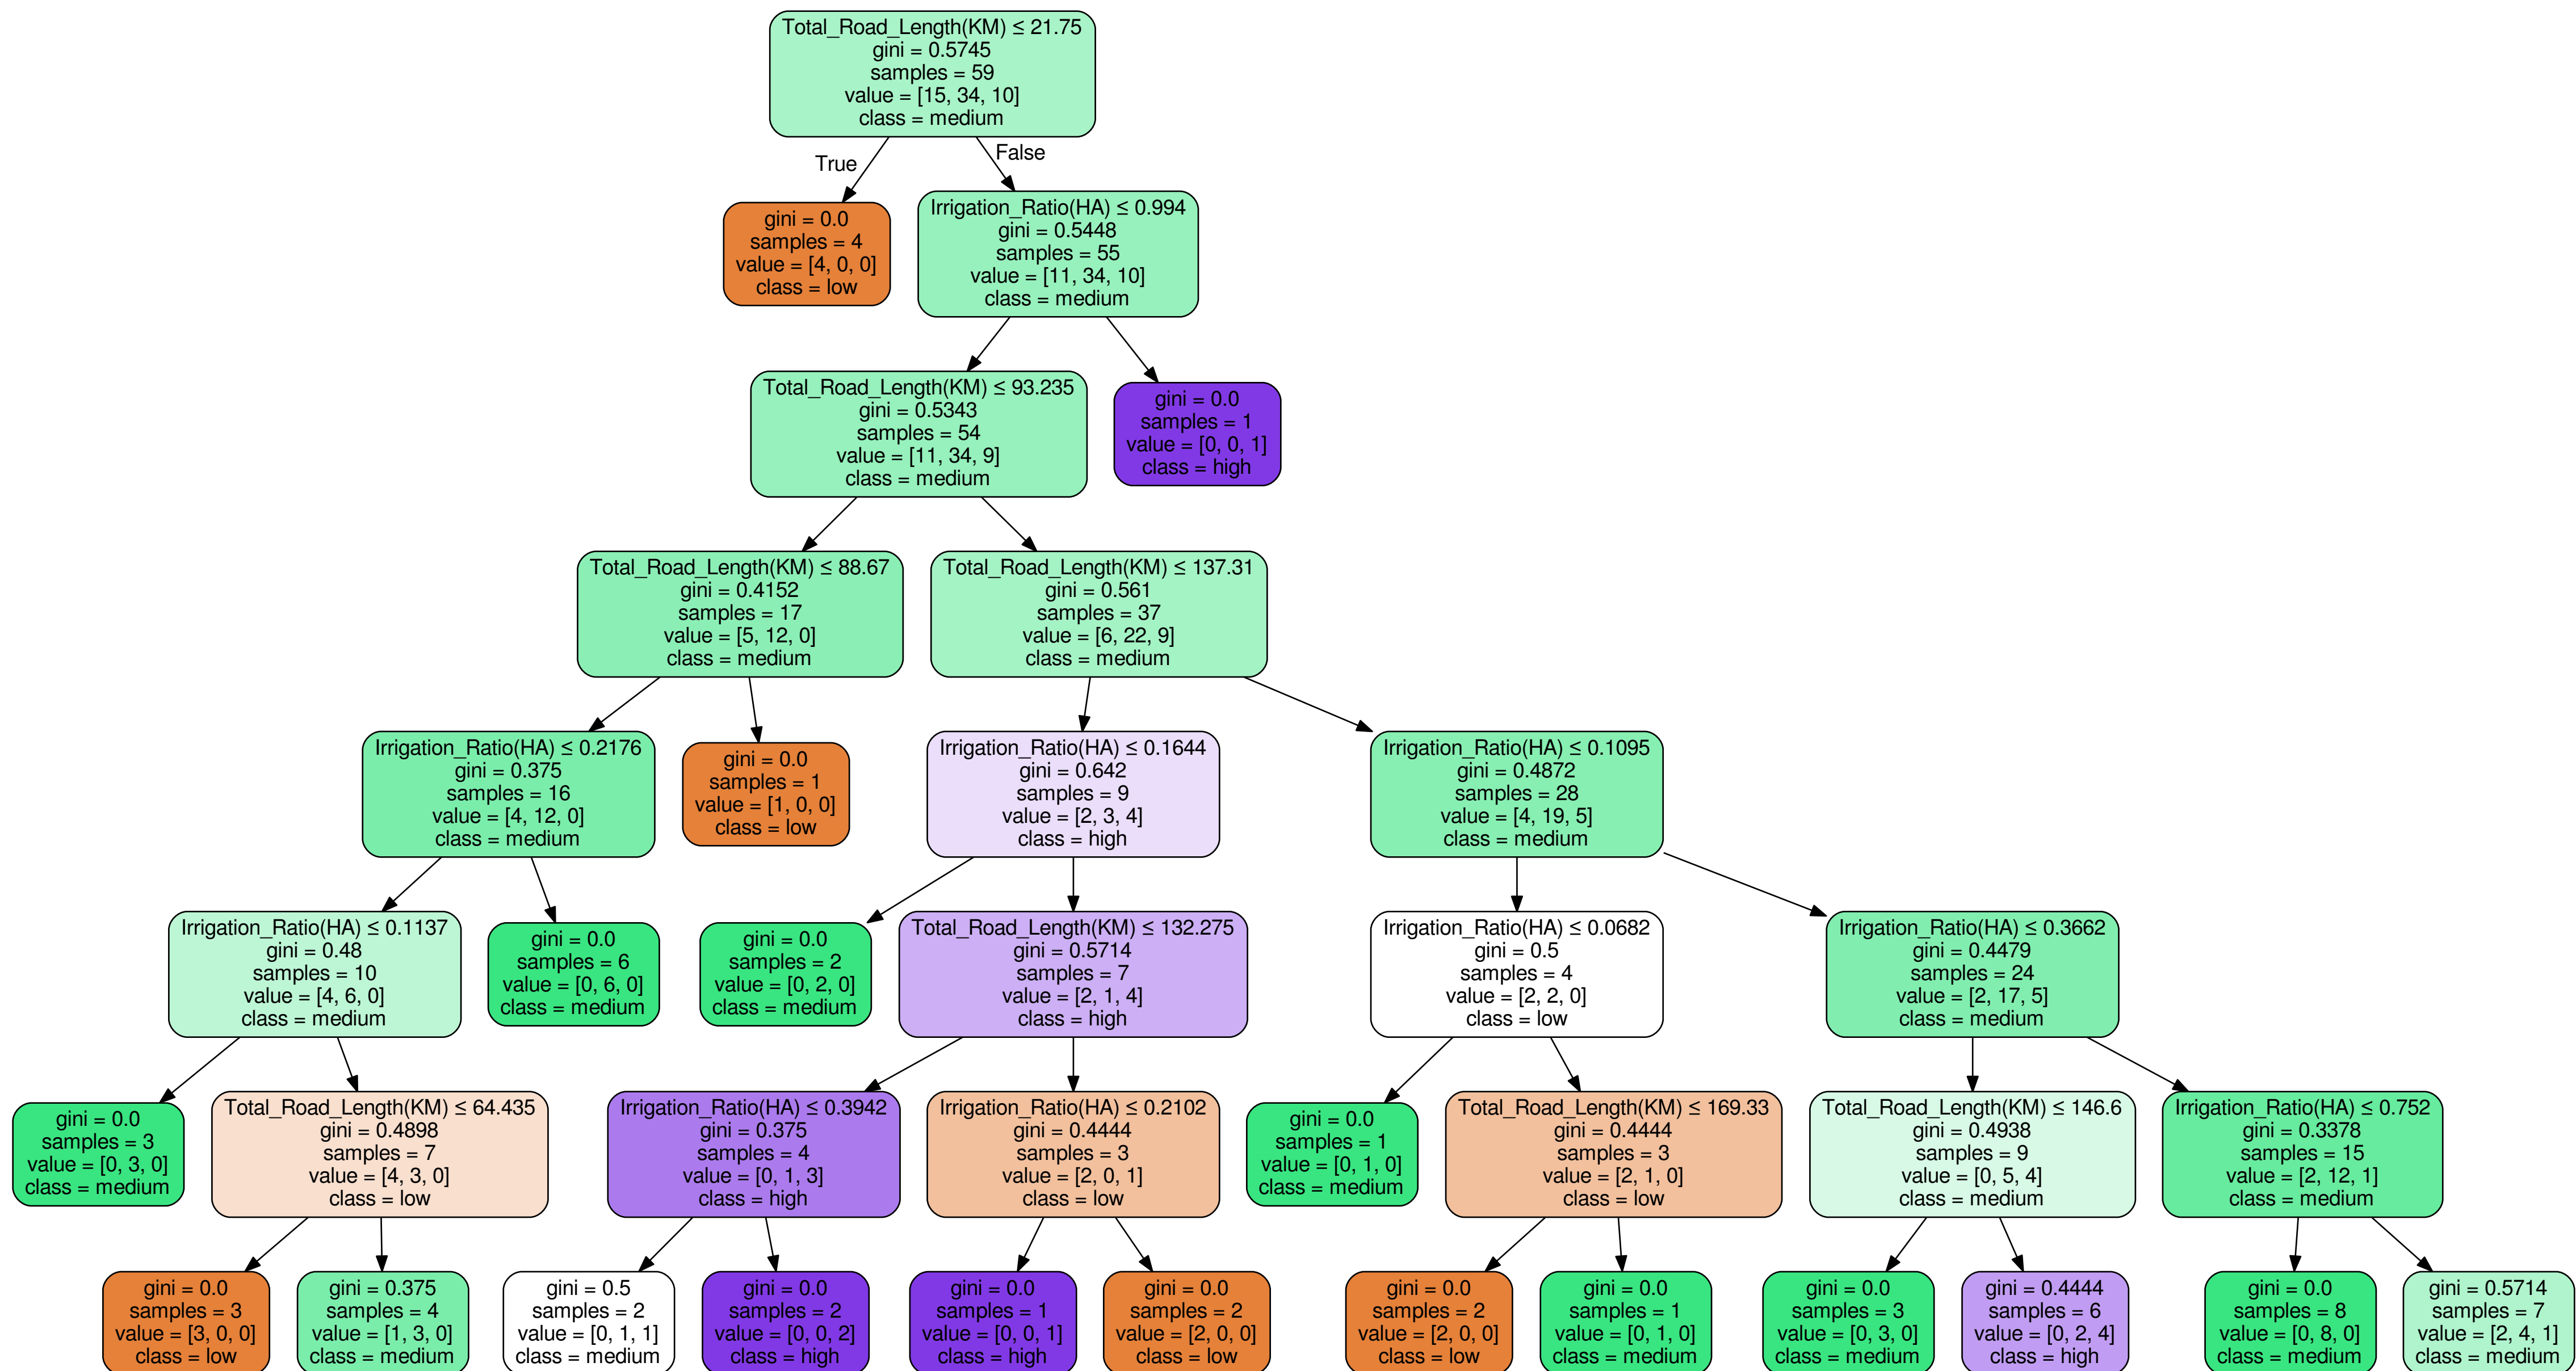 Total_Road_Length(KM) ≤ 21.75
gini = 0.5745
samples = 59
value = [15, 34, 10]
class = medium
True
False
gini = 0.0
samples = 4
value = [4, 0, 0]
class = low
Irrigation_Ratio(HA) ≤ 0.994
gini = 0.5448
samples = 55
value = [11, 34, 10]
class = medium
Total_Road_Length(KM) ≤ 93.235
gini = 0.5343
samples = 54
value = [11, 34, 9]
class = medium
gini = 0.0
samples = 1
value = [0, 0, 1]
class = high
Total_Road_Length(KM) ≤ 88.67
gini = 0.4152
samples = 17
value = [5, 12, 0]
class = medium
Total_Road_Length(KM) ≤ 137.31
gini = 0.561
samples = 37
value = [6, 22, 9]
class = medium
Irrigation_Ratio(HA) ≤ 0.2176
gini = 0.375
samples = 16
value = [4, 12, 0]
class = medium
gini = 0.0
samples = 1
value = [1, 0, 0]
class = low
Irrigation_Ratio(HA) ≤ 0.1644
gini = 0.642
samples = 9
value = [2, 3, 4]
class = high
Irrigation_Ratio(HA) ≤ 0.1095
gini = 0.4872
samples = 28
value = [4, 19, 5]
class = medium
Irrigation_Ratio(HA) ≤ 0.1137
gini = 0.48
samples = 10
value = [4, 6, 0]
class = medium
gini = 0.0
samples = 6
value = [0, 6, 0]
class = medium
gini = 0.0
samples = 2
value = [0, 2, 0]
class = medium
Total_Road_Length(KM) ≤ 132.275
gini = 0.5714
samples = 7
value = [2, 1, 4]
class = high
Irrigation_Ratio(HA) ≤ 0.0682
gini = 0.5
samples = 4
value = [2, 2, 0]
class = low
Irrigation_Ratio(HA) ≤ 0.3662
gini = 0.4479
samples = 24
value = [2, 17, 5]
class = medium
gini = 0.0
samples = 3
value = [0, 3, 0]
class = medium
Total_Road_Length(KM) ≤ 64.435
gini = 0.4898
samples = 7
value = [4, 3, 0]
class = low
Irrigation_Ratio(HA) ≤ 0.3942
gini = 0.375
samples = 4
value = [0, 1, 3]
class = high
Irrigation_Ratio(HA) ≤ 0.2102
gini = 0.4444
samples = 3
value = [2, 0, 1]
class = low
gini = 0.0
samples = 1
value = [0, 1, 0]
class = medium
Total_Road_Length(KM) ≤ 169.33
gini = 0.4444
samples = 3
value = [2, 1, 0]
class = low
Total_Road_Length(KM) ≤ 146.6
gini = 0.4938
samples = 9
value = [0, 5, 4]
class = medium
Irrigation_Ratio(HA) ≤ 0.752
gini = 0.3378
samples = 15
value = [2, 12, 1]
class = medium
gini = 0.0
samples = 3
value = [3, 0, 0]
class = low
gini = 0.375
samples = 4
value = [1, 3, 0]
class = medium
gini = 0.5
samples = 2
value = [0, 1, 1]
class = medium
gini = 0.0
samples = 2
value = [0, 0, 2]
class = high
gini = 0.0
samples = 1
value = [0, 0, 1]
class = high
gini = 0.0
samples = 2
value = [2, 0, 0]
class = low
gini = 0.0
samples = 2
value = [2, 0, 0]
class = low
gini = 0.0
samples = 1
value = [0, 1, 0]
class = medium
gini = 0.0
samples = 3
value = [0, 3, 0]
class = medium
gini = 0.4444
samples = 6
value = [0, 2, 4]
class = high
gini = 0.0
samples = 8
value = [0, 8, 0]
class = medium
gini = 0.5714
samples = 7
value = [2, 4, 1]
class = medium